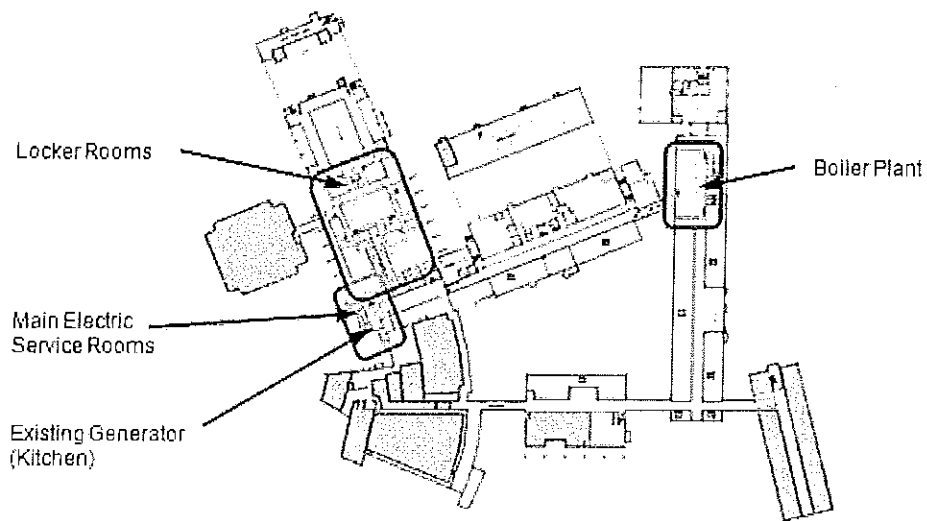 Locker Rooms
Boiler Plant
Main Electric
Service Rooms
Existing Generator
(Kitchen)